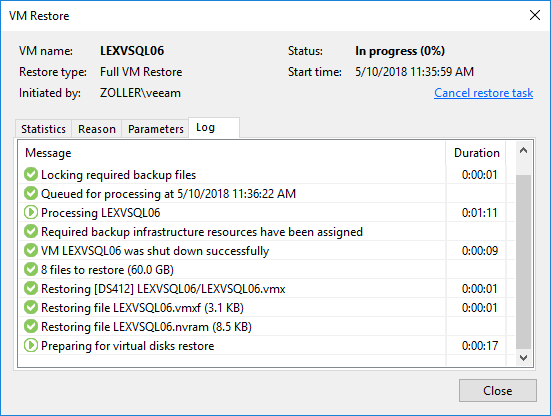 VM Restore
VM name: LEXVSQL06 Status: In progress (0%)
Restore type: Full VM Restore Start time: 5/10/2018 11:35:59 AM
Initiated by: ZOLLER\veeam Cancel restore task
Statistics Reason Parameters Log
Message Duration
Locking required backup files 0:00:01
Queued for processing at 5/10/2018 11:36:22 AM
Processing LEXVSQL06 0:01:11
Required backup infrastructure resources have been assigned
VM LEXVSQL06 was shut down successfully 0:00:09
8 files to restore (60.0 GB)
Restoring [DS412] LEXVSQL06/LEXVSQL06.vmx 0:00:01
Restoring file LEXVSQL06.vmxf (3.1 KB) 0:00:01
Restoring file LEXVSQL06.nvram (8.5 KB)
Preparing for virtual disks restore 0:00:17
Close